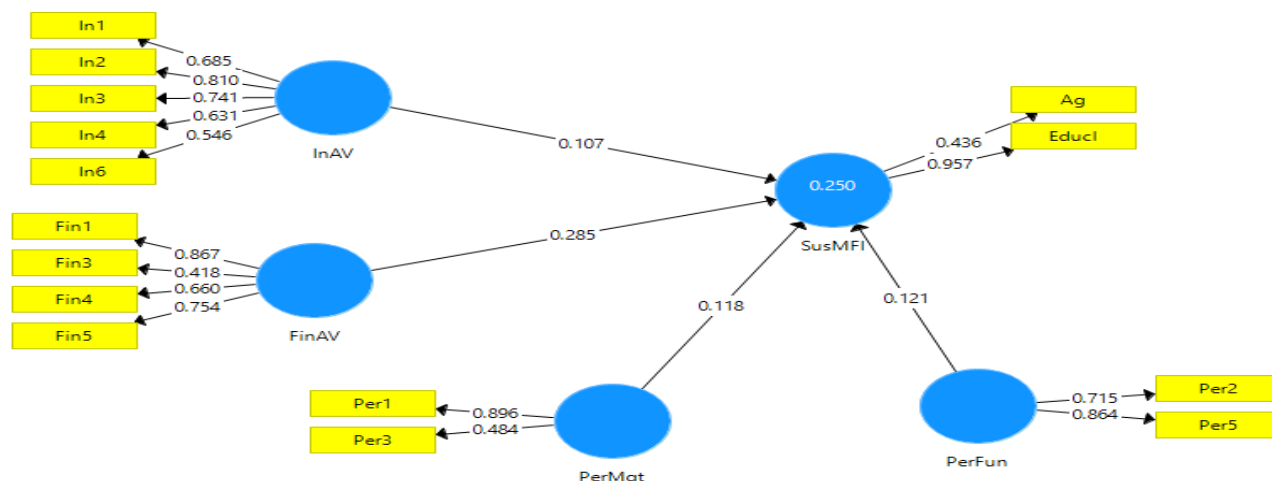 In1
In2
In3
In4
In6
0.685
0.810
0.741
0.631
0.546
InAV
0.107
Ag
EducI
0.436
0.957
0.250
SusMFI
Fin1
Fin3
Fin4
Fin5
0.867
0.418
0.660
0.754
FinAV
0.285
0.118
0.121
Per1
Per3
0.896
0.484
PerMgt
Per2
Per5
0.715
0.864
PerFun